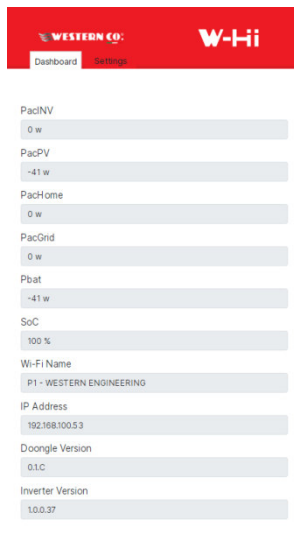 WESTERN CO.
W-Hi
Dashboard Settings
PacINV
0 w
PacPV
-41 w
PacHome
0 w
PacGrid
0 w
Pbat
-41 w
SoC
100 %
Wi-Fi Name
P1 - WESTERN ENGINEERING
IP Address
192.168.100.53
Doongle Version
0.1.C
Inverter Version
1.0.0.37